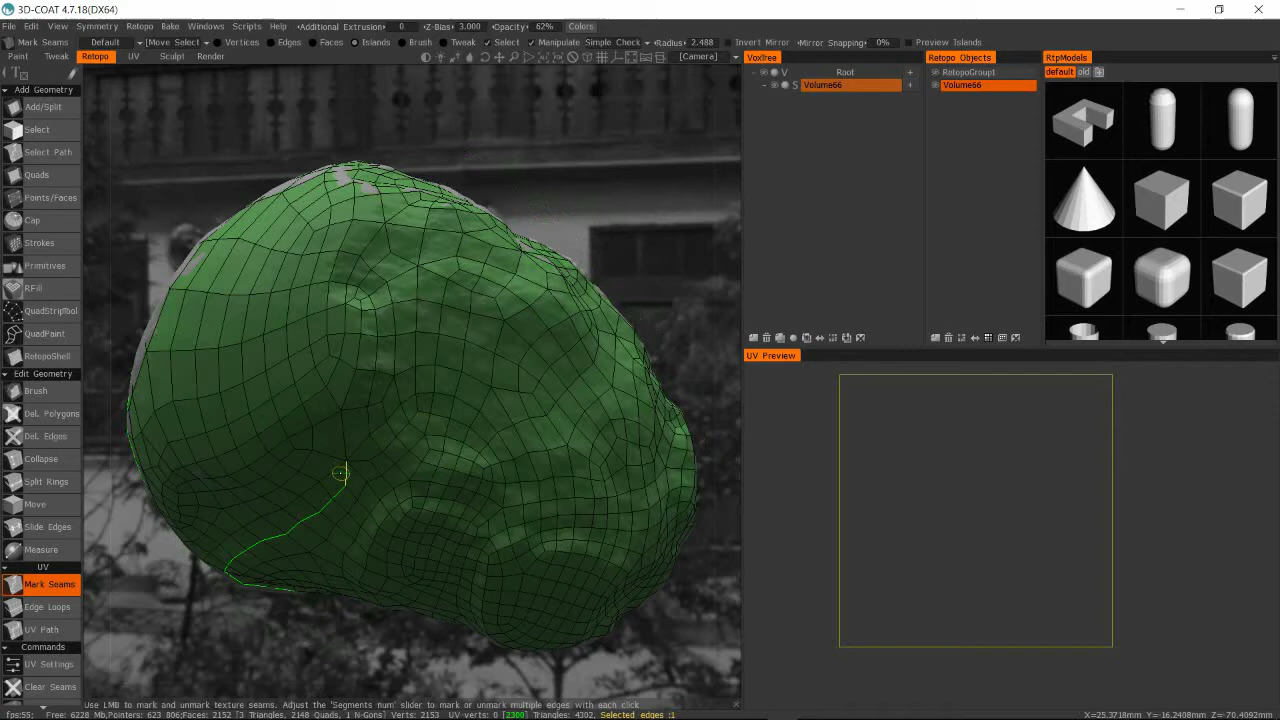 3D-COAT 4.7.18(DX64)
File Edit View Symmetry Retopo Bake Windows Scripts Help Additional Extrusion 0 Z-Bias 3.000 Opacity 62% Colors
Mark Seams Default [Move Select Vertices Edges Faces Islands Brush Tweak Select Manipulate Simple Check Radius 2.488 Invert Mirror Mirror Snapping 0% Preview Islands
Paint Tweak Retopo UV Sculpt Render [Camera]
VoxTree
Retopo Objects
RtpModels
V Root +
S Volume66 +
RetopoGroup1
Volume66
default old
Add Geometry
Add/Split
Select
Select Path
Quads
Points/Faces
Cap
Strokes
Primitives
RFill
QuadStripTool
QuadPaint
RetopoShell
Edit Geometry
Brush
Del. Polygons
Del. Edges
Collapse
Split Rings
Move
Slide Edges
Measure
UV
Mark Seams
Edge Loops
UV Path
Commands
UV Settings
Clear Seams
UV Preview
Use LMB to mark and unmark texture seams. Adjust the 'Segments num' slider to mark or unmark multiple edges with each click
fps:55; Free: 6228 Mb,Pointers: 623 806;Faces: 2152 [3 Triangles, 2148 Quads, 1 N-Gons] Verts: 2153 UV verts: 0 [2300] Triangles: 4302, Selected edges :1 X=25.3718mm Y=-16.2408mm Z=70.4092mm